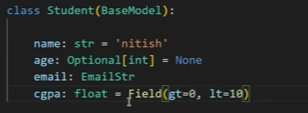 class Student(BaseModel):
name: str = 'nitish'
age: Optional[int] = None
email: EmailStr
cgpa: float = Field(gt=0, lt=10)